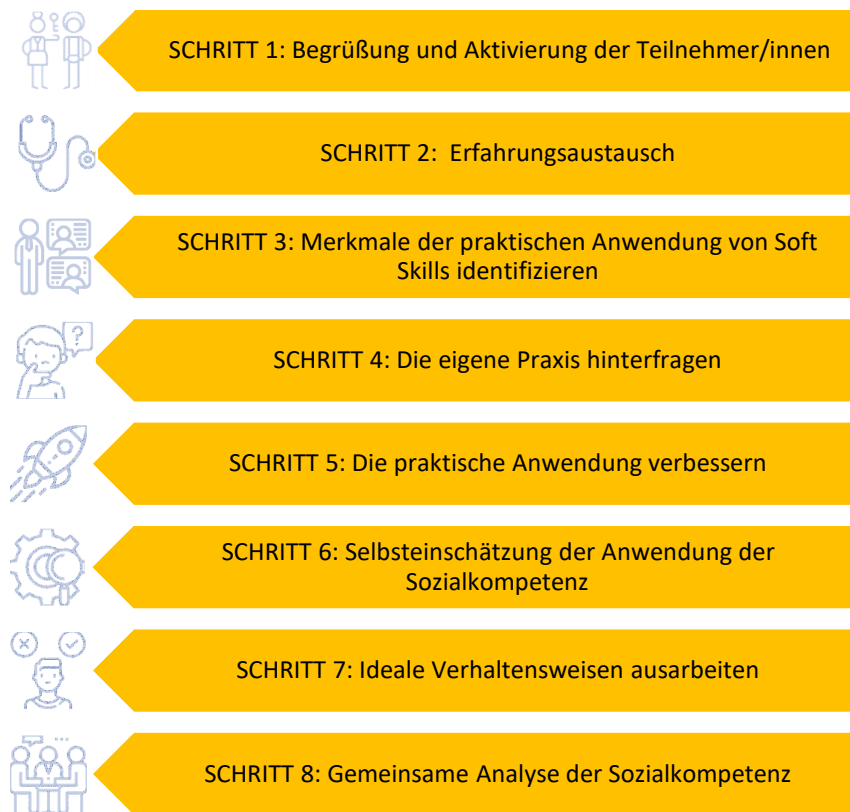 SCHRITT 1: Begrüßung und Aktivierung der Teilnehmer/innen
SCHRITT 2:  Erfahrungsaustausch
SCHRITT 3: Merkmale der praktischen Anwendung von Soft
Skills identifizieren
?
SCHRITT 4: Die eigene Praxis hinterfragen
SCHRITT 5: Die praktische Anwendung verbessern
SCHRITT 6: Selbsteinschätzung der Anwendung der
Sozialkompetenz
SCHRITT 7: Ideale Verhaltensweisen ausarbeiten
SCHRITT 8: Gemeinsame Analyse der Sozialkompetenz